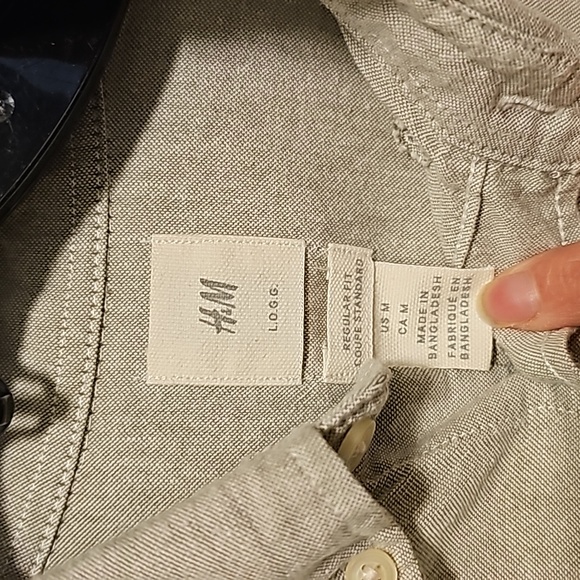 H&M
L.O.G.G.
REGULAR FIT
COUPE STANDARD
US M
CA M
MADE IN
BANGLADESH
FABRIQUÉ EN
BANGLADESH